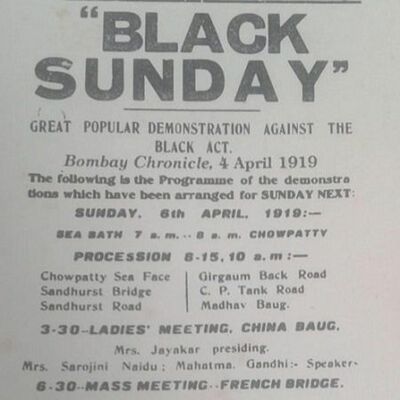 "BLACK
SUNDAY"
GREAT POPULAR DEMONSTRATION AGAINST THE
BLACK ACT.
Bombay Chronicle, 4 April 1919
The following is the Programme of the demonstra
tions which have been arranged for SUNDAY NEXT:
SUNDAY, 6th APRIL, 1919:—
SEA BATH 7 a.m.--8 a.m. CHOWPATTY
PROCESSION 8-15, 10 a.m:—
Chowpatty Sea Face | Girgaum Back Road
Sandhurst Bridge | C. P. Tank Road
Sandhurst Road | Madhav Baug.
3-30--LADIES' MEETING, CHINA BAUG.
Mrs. Jayakar presiding.
Mrs. Sarojini Naidu; Mahatma. Gandhi:- Speaker-
6-30--MASS MEETING--FRENCH BRIDGE.